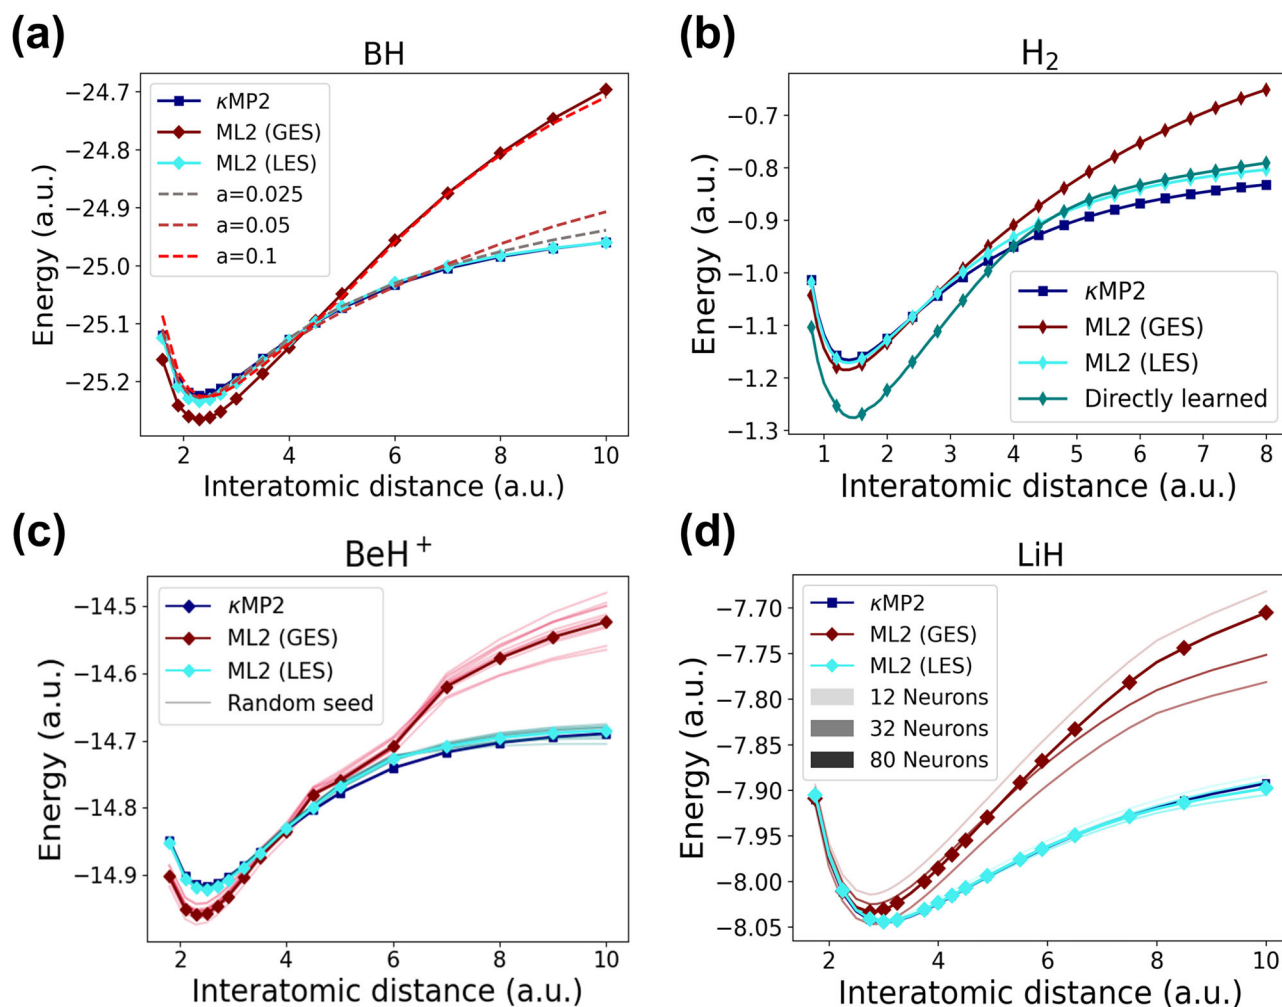 (a)
BH
κMP2
ML2 (GES)
ML2 (LES)
a=0.025
a=0.05
a=0.1
−24.7
−24.8
−24.9
−25.0
−25.1
−25.2
Energy (a.u.)
2 4 6 8 10
Interatomic distance (a.u.)
(b)
H₂
−0.7
−0.8
−0.9
−1.0
−1.1
−1.2
−1.3
Energy (a.u.)
κMP2
ML2 (GES)
ML2 (LES)
Directly learned
1 2 3 4 5 6 7 8
Interatomic distance (a.u.)
(c)
BeH⁺
κMP2
ML2 (GES)
ML2 (LES)
Random seed
−14.5
−14.6
−14.7
−14.8
−14.9
Energy (a.u.)
2 4 6 8 10
Interatomic distance (a.u.)
(d)
LiH
κMP2
ML2 (GES)
ML2 (LES)
12 Neurons
32 Neurons
80 Neurons
−7.70
−7.75
−7.80
−7.85
−7.90
−7.95
−8.00
−8.05
Energy (a.u.)
2 4 6 8 10
Interatomic distance (a.u.)